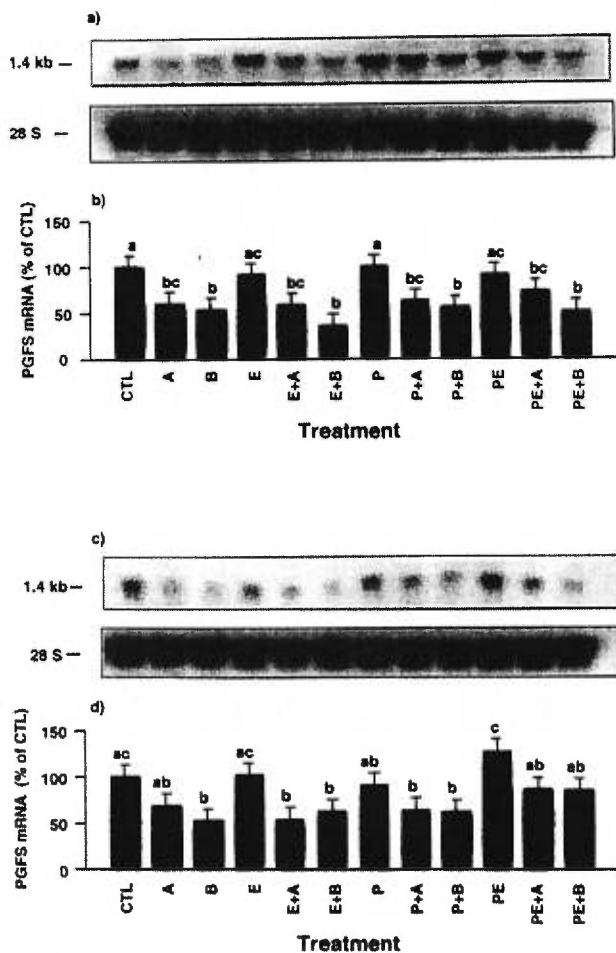 a)
1.4 kb
28 S
b)
PGFS mRNA (% of CTL)
150
100
50
0
a bc b ac bc b a bc b ac bc b
CTL A B E E+A E+B P P+A P+B PE PE+A PE+B
Treatment
c)
1.4 kb
28 S
d)
PGFS mRNA (% of CTL)
150
100
50
0
ac ab b ac b b ab b b c ab ab
CTL A B E E+A E+B P P+A P+B PE PE+A PE+B
Treatment